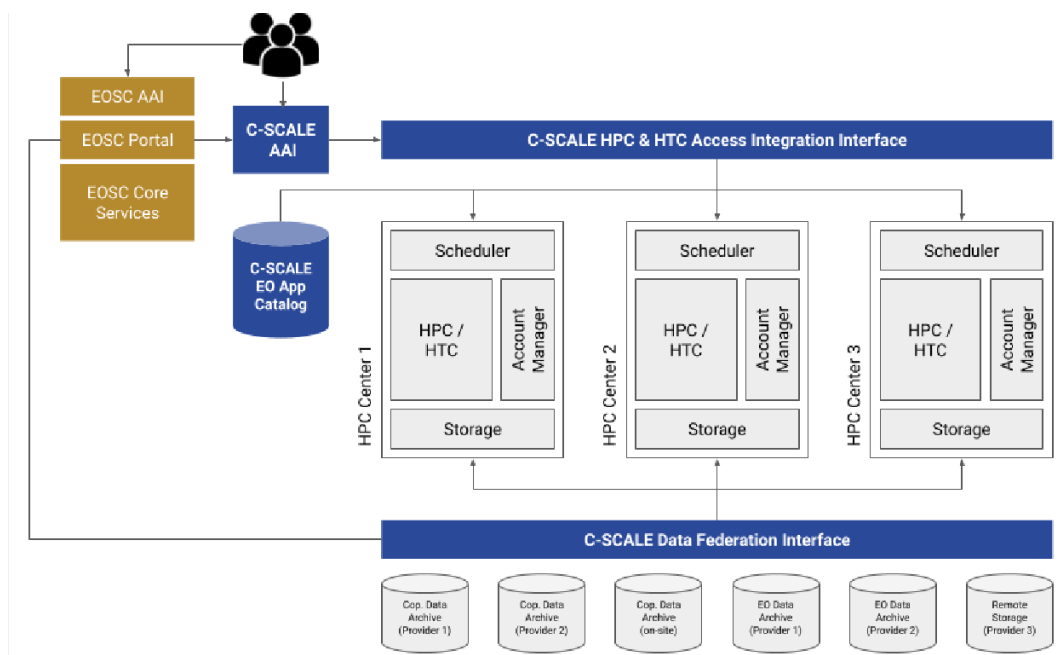 EOSC AAI
EOSC Portal
EOSC Core
Services
C-SCALE
AAI
C-SCALE HPC & HTC Access Integration Interface
C-SCALE
EO App
Catalog
HPC Center 1
Scheduler
HPC /
HTC
Account
Manager
Storage
HPC Center 2
Scheduler
HPC /
HTC
Account
Manager
Storage
HPC Center 3
Scheduler
HPC /
HTC
Account
Manager
Storage
C-SCALE Data Federation Interface
Cop. Data
Archive
(Provider 1)
Cop. Data
Archive
(Provider 2)
Cop. Data
Archive
(on-site)
EO Data
Archive
(Provider 1)
EO Data
Archive
(Provider 2)
Remote
Storage
(Provider 3)